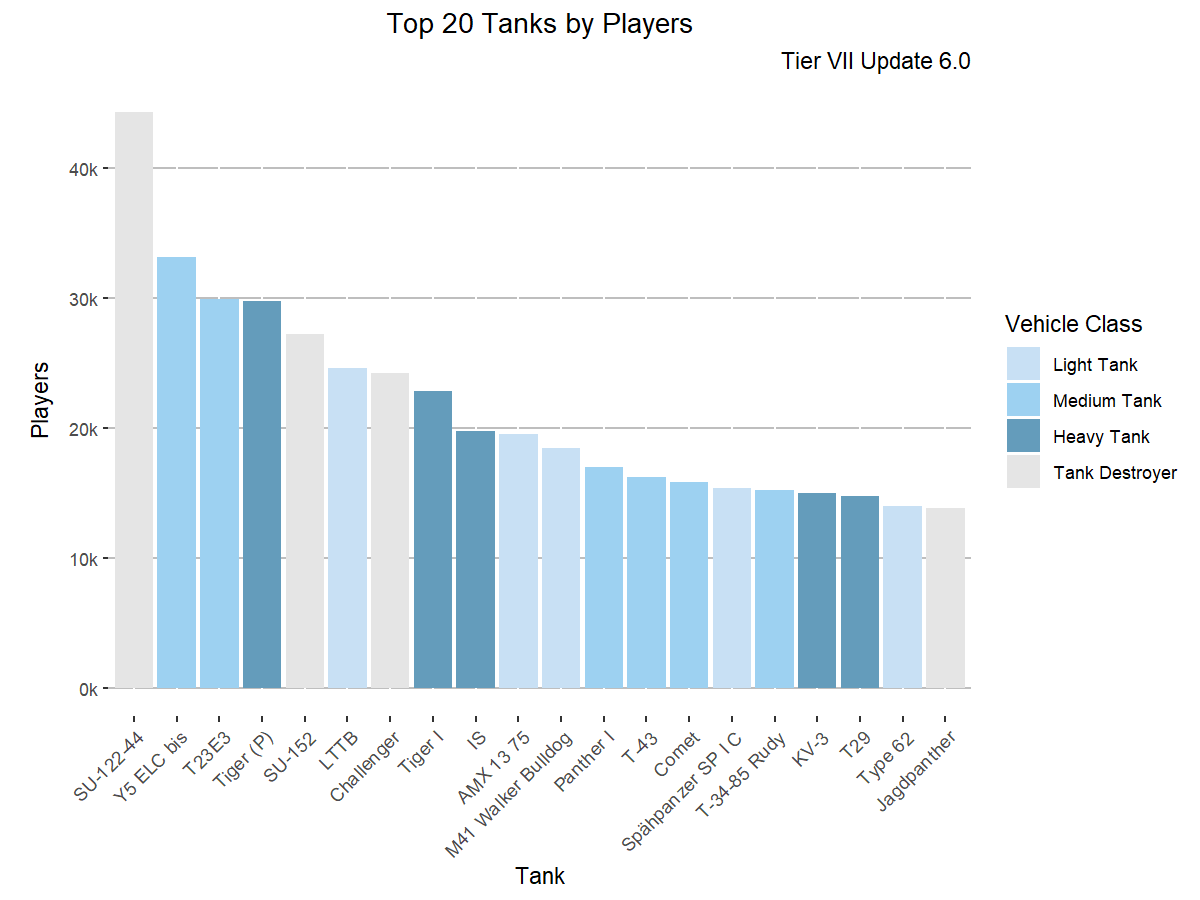 Top 20 Tanks by Players
Tier VII Update 6.0
Players
40k
30k
20k
10k
0k
SU-122-44
Y5 ELC bis
T23E3
Tiger (P)
SU-152
LTTB
Challenger
Tiger I
IS
AMX 13 75
M41 Walker Bulldog
Panther I
T-43
Comet
Spähpanzer SP I C
T-34-85 Rudy
KV-3
T29
Type 62
Jagdpanther
Tank
Vehicle Class
Light Tank
Medium Tank
Heavy Tank
Tank Destroyer